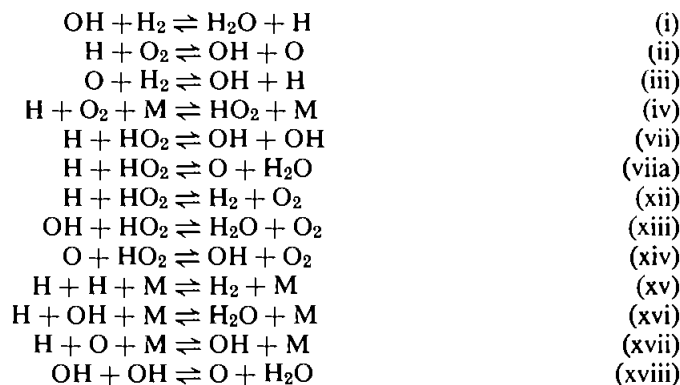 OH + H₂ ⇌ H₂O + H (i)
H + O₂ ⇌ OH + O (ii)
O + H₂ ⇌ OH + H (iii)
H + O₂ + M ⇌ HO₂ + M (iv)
H + HO₂ ⇌ OH + OH (vii)
H + HO₂ ⇌ O + H₂O (viia)
H + HO₂ ⇌ H₂ + O₂ (xii)
OH + HO₂ ⇌ H₂O + O₂ (xiii)
O + HO₂ ⇌ OH + O₂ (xiv)
H + H + M ⇌ H₂ + M (xv)
H + OH + M ⇌ H₂O + M (xvi)
H + O + M ⇌ OH + M (xvii)
OH + OH ⇌ O + H₂O (xviii)